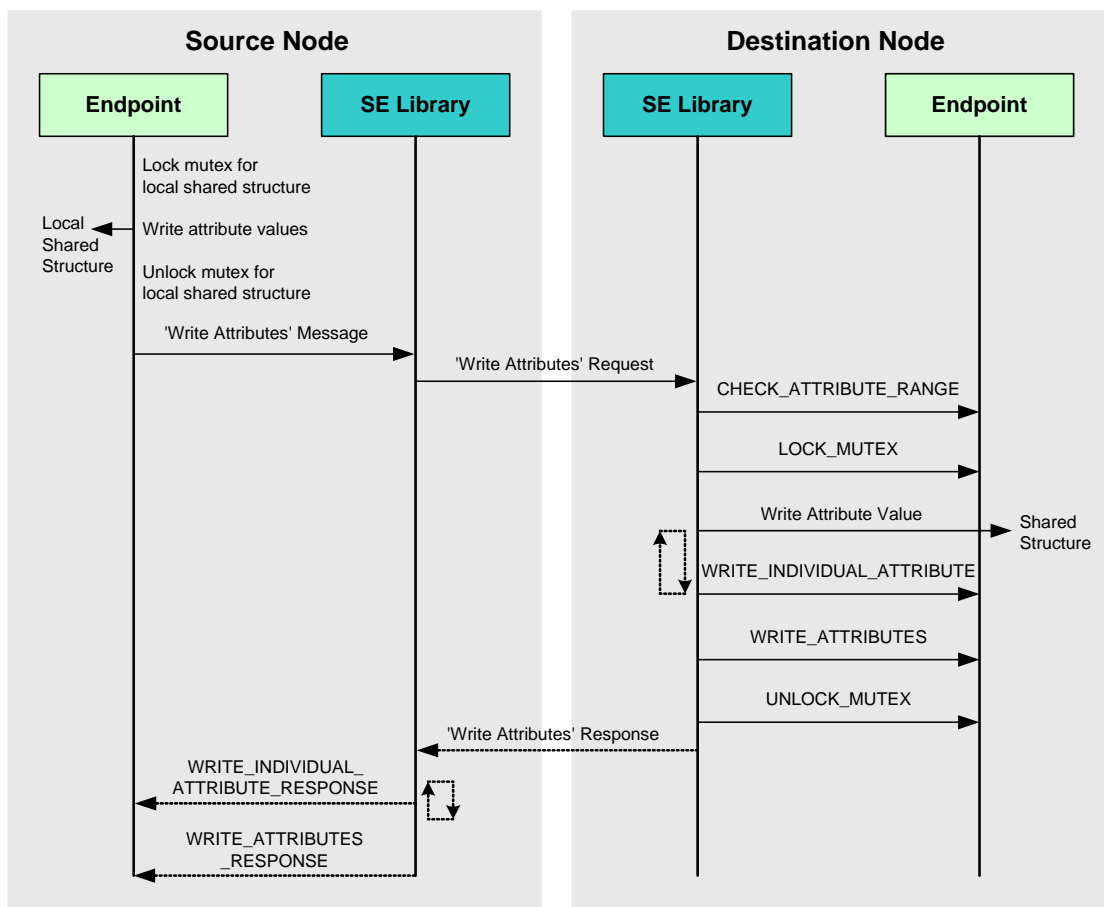 Source Node
Destination Node
Endpoint
SE Library
SE Library
Endpoint
Lock mutex for
local shared structure
Local
Shared
Structure
Write attribute values
Unlock mutex for
local shared structure
'Write Attributes' Message
'Write Attributes' Request
CHECK_ATTRIBUTE_RANGE
LOCK_MUTEX
Write Attribute Value
Shared
Structure
WRITE_INDIVIDUAL_ATTRIBUTE
WRITE_ATTRIBUTES
UNLOCK_MUTEX
'Write Attributes' Response
WRITE_INDIVIDUAL_
ATTRIBUTE_RESPONSE
WRITE_ATTRIBUTES
_RESPONSE